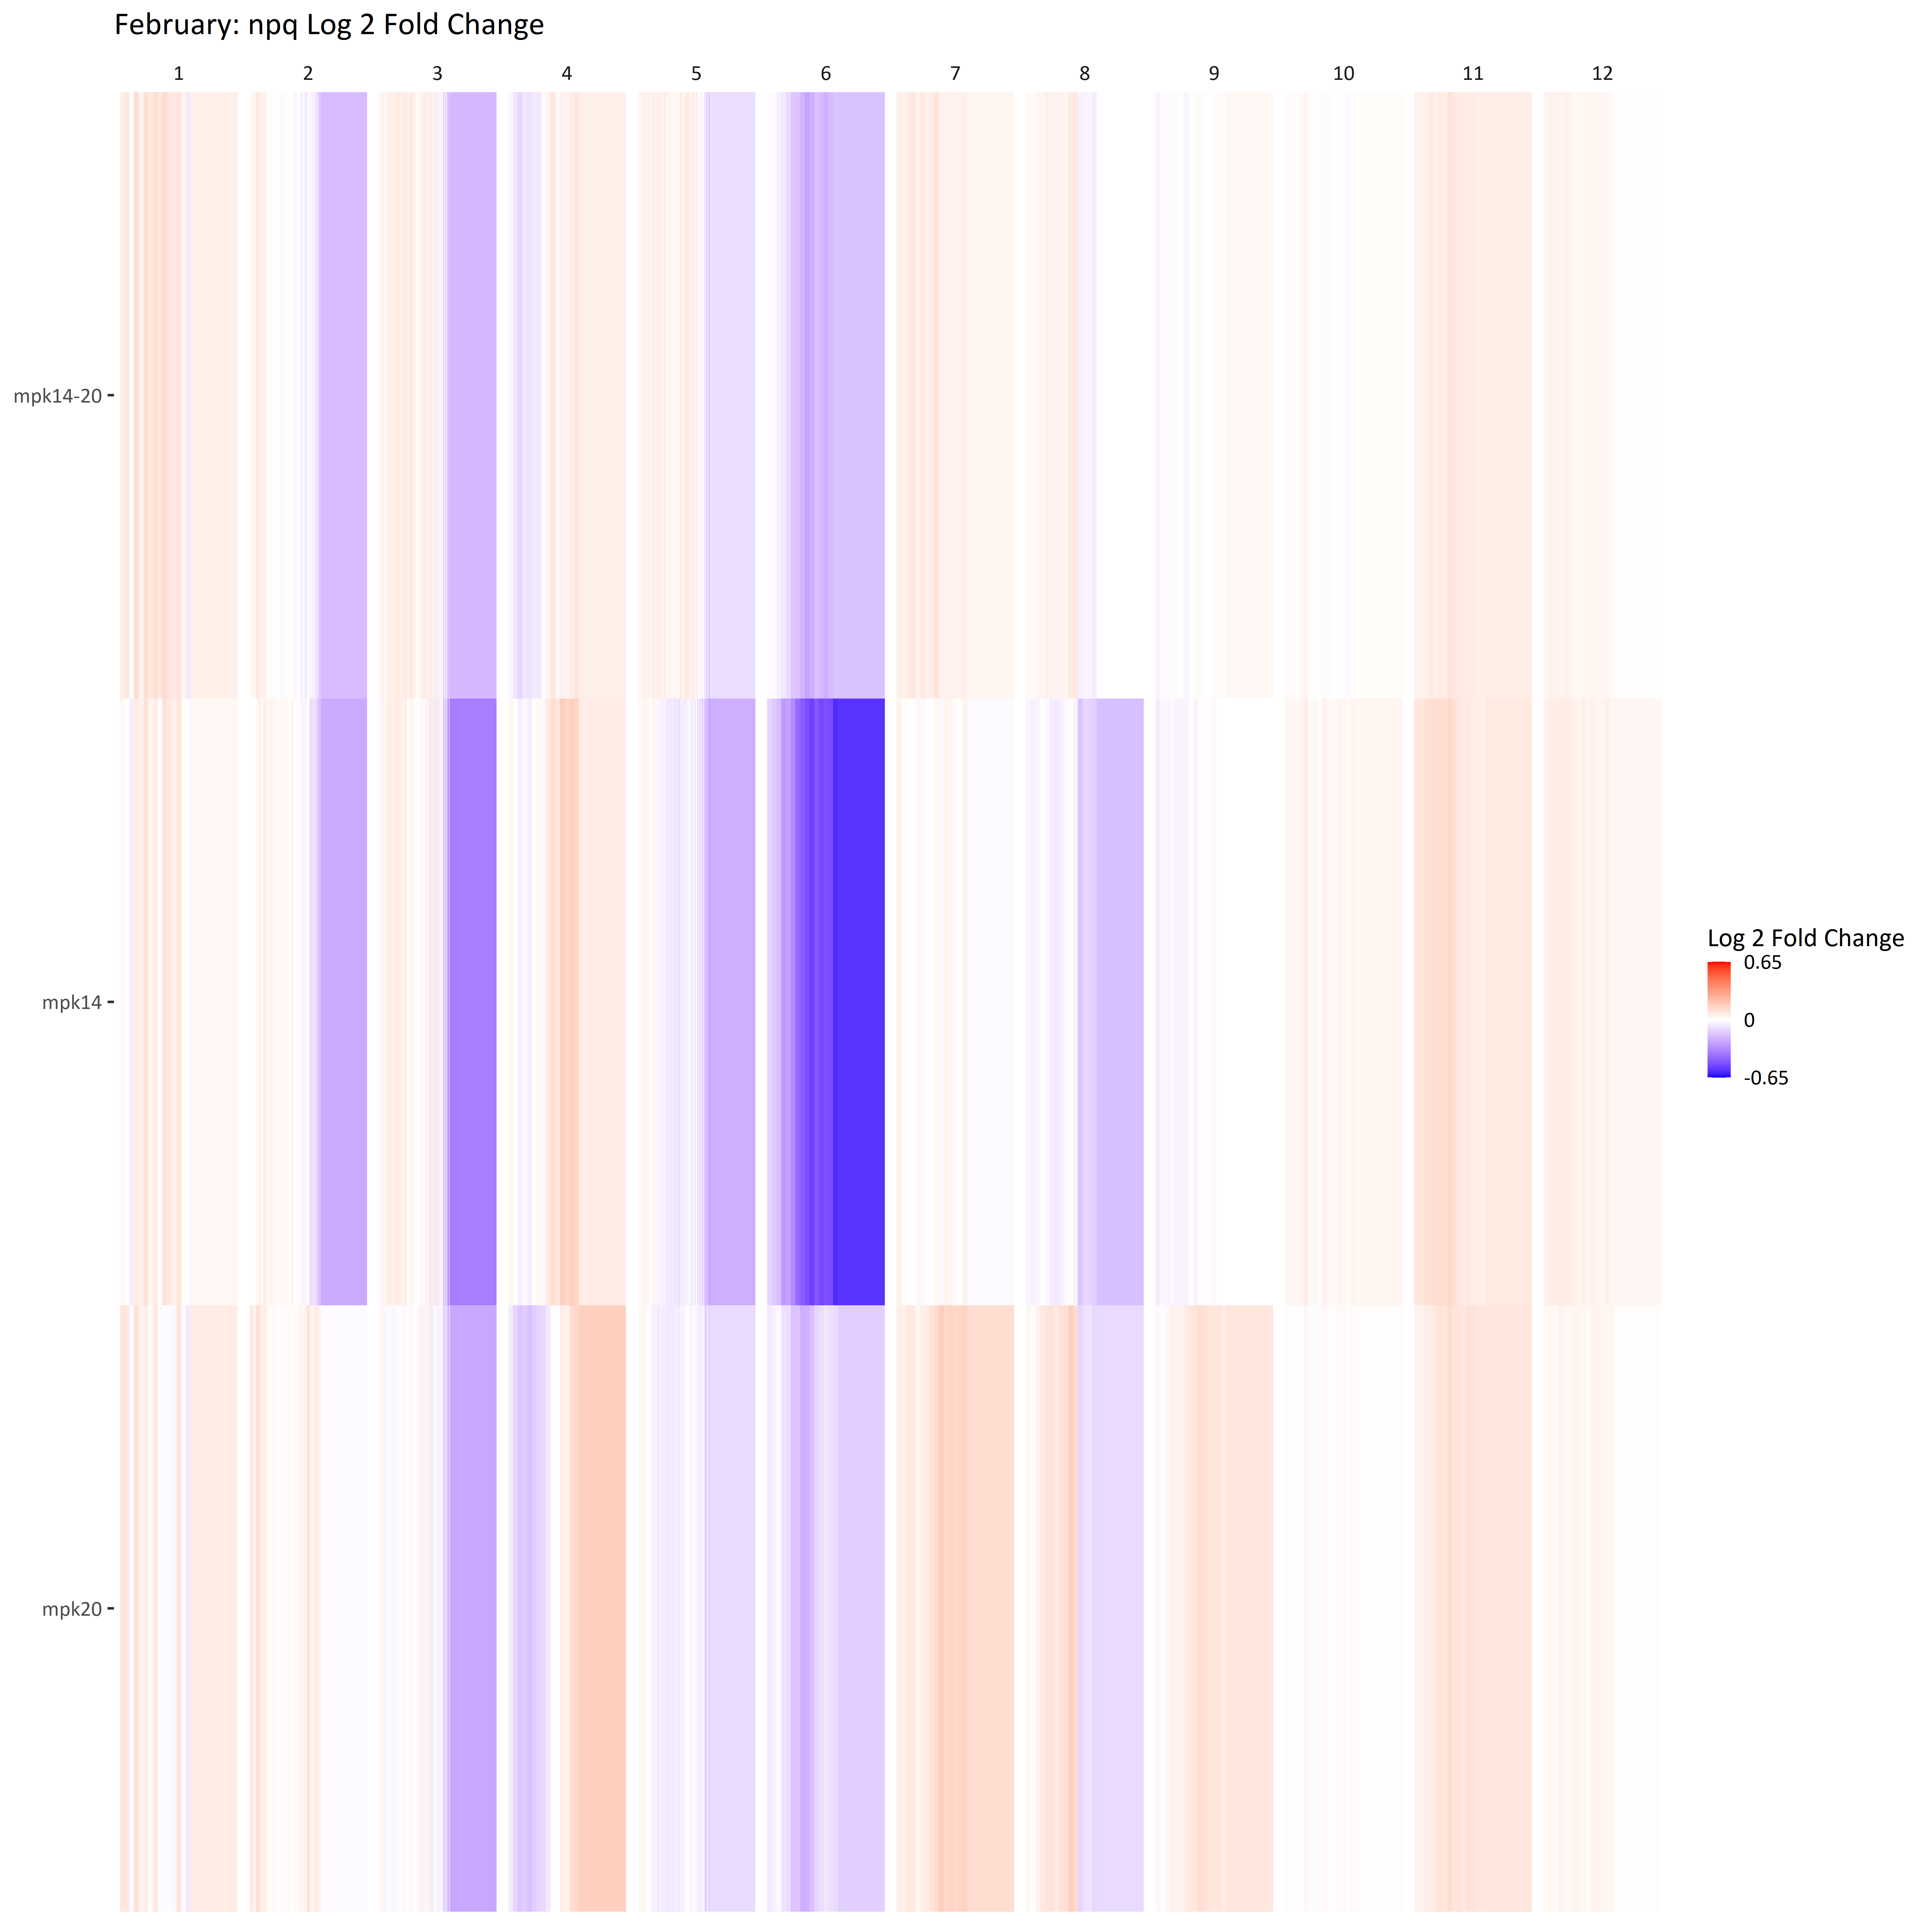 February: npq Log 2 Fold Change
1 2 3 4 5 6 7 8 9 10 11 12
mpk14-20
mpk14
mpk20
Log 2 Fold Change
0.65
0
-0.65